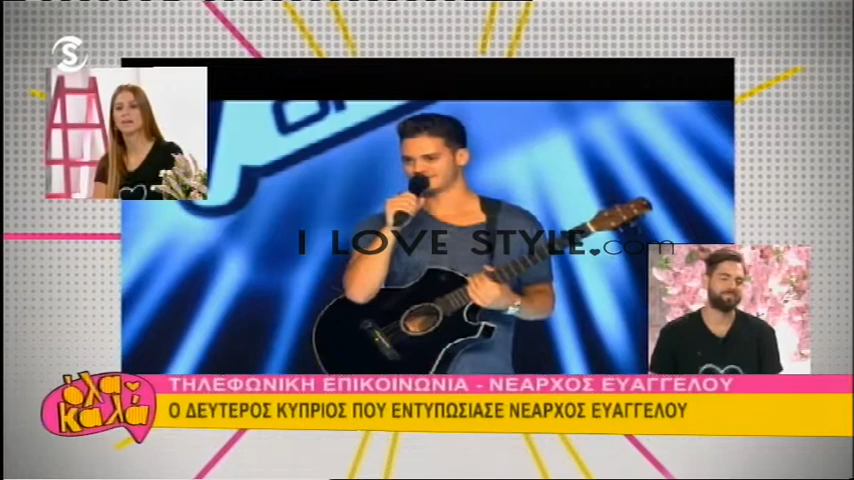 S
I LOVE STYLE.com
ΤΗΛΕΦΩΝΙΚΗ ΕΠΙΚΟΙΝΩΝΙΑ - ΝΕΑΡΧΟΣ ΕΥΑΓΓΕΛΟΥ
όλα καλά
Ο ΔΕΥΤΕΡΟΣ ΚΥΠΡΙΟΣ ΠΟΥ ΕΝΤΥΠΩΣΙΑΣΕ ΝΕΑΡΧΟΣ ΕΥΑΓΓΕΛΟΥ